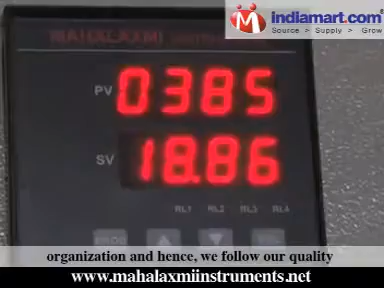 indiamart.com
Source > Supply > Grow
MAHALAXMI
PV 0385
SV 18.86
RL1 RL2 RL3 RL4
organization and hence, we follow our quality
www.mahalaxmiinstruments.net